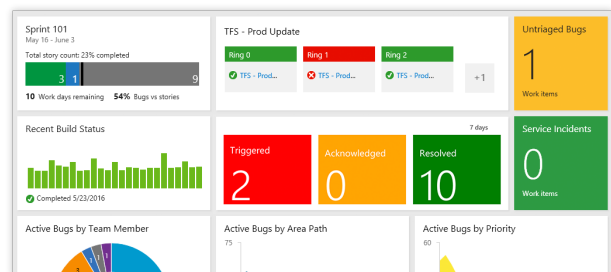 Sprint 101
May 16 - June 3
Total story count: 23% completed
3 1 9
10 Work days remaining 54% Bugs vs stories
TFS - Prod Update
Ring 0 Ring 1 Ring 2
TFS - Prod... TFS - Prod... TFS - Prod... +1
Untriaged Bugs
1
Work items
Recent Build Status
Completed 5/23/2016
7 days
Triggered Acknowledged Resolved
2 0 10
Service Incidents
0
Work items
Active Bugs by Team Member
3 1 1 1
Active Bugs by Area Path
75
Active Bugs by Priority
60